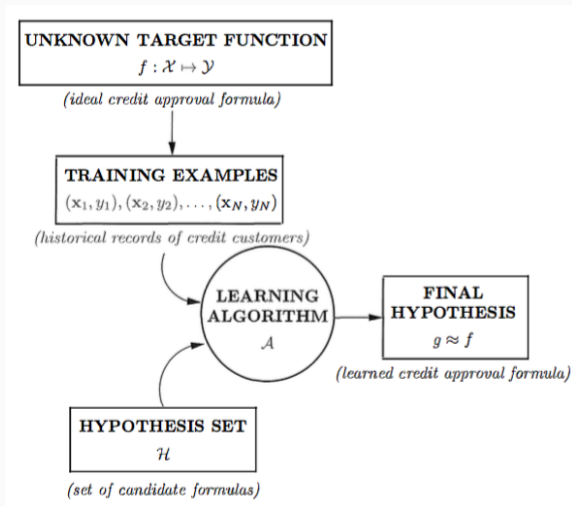 UNKNOWN TARGET FUNCTION
f : 𝒳 ↦ 𝒴
(ideal credit approval formula)
TRAINING EXAMPLES
(x₁, y₁), (x₂, y₂), . . . , (x_N, y_N)
(historical records of credit customers)
LEARNING
ALGORITHM
𝒜
FINAL
HYPOTHESIS
g ≈ f
(learned credit approval formula)
HYPOTHESIS SET
ℋ
(set of candidate formulas)